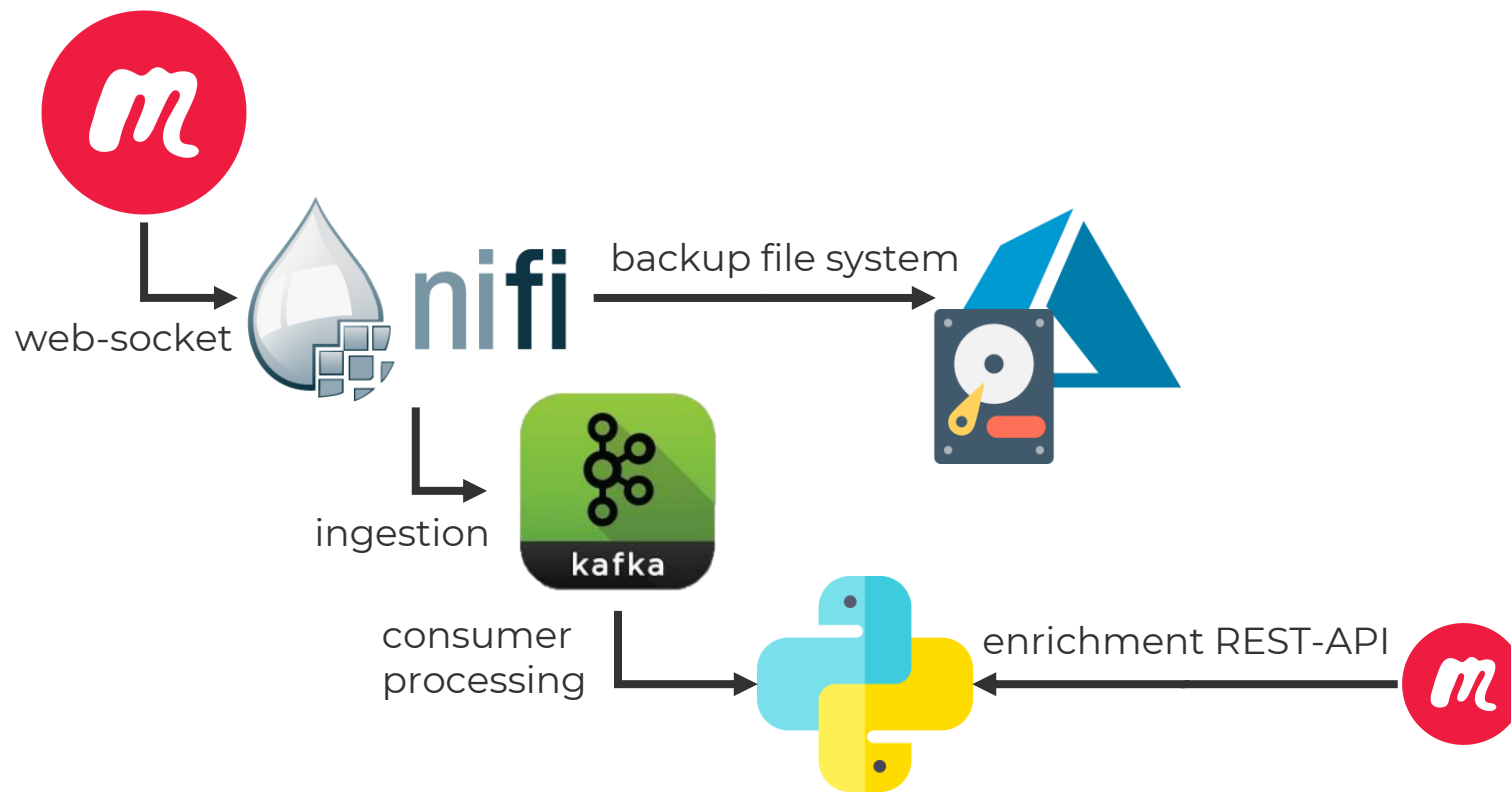 m
backup file system
nifi
web-socket
ingestion
kafka
consumer
processing
enrichment REST-API
m